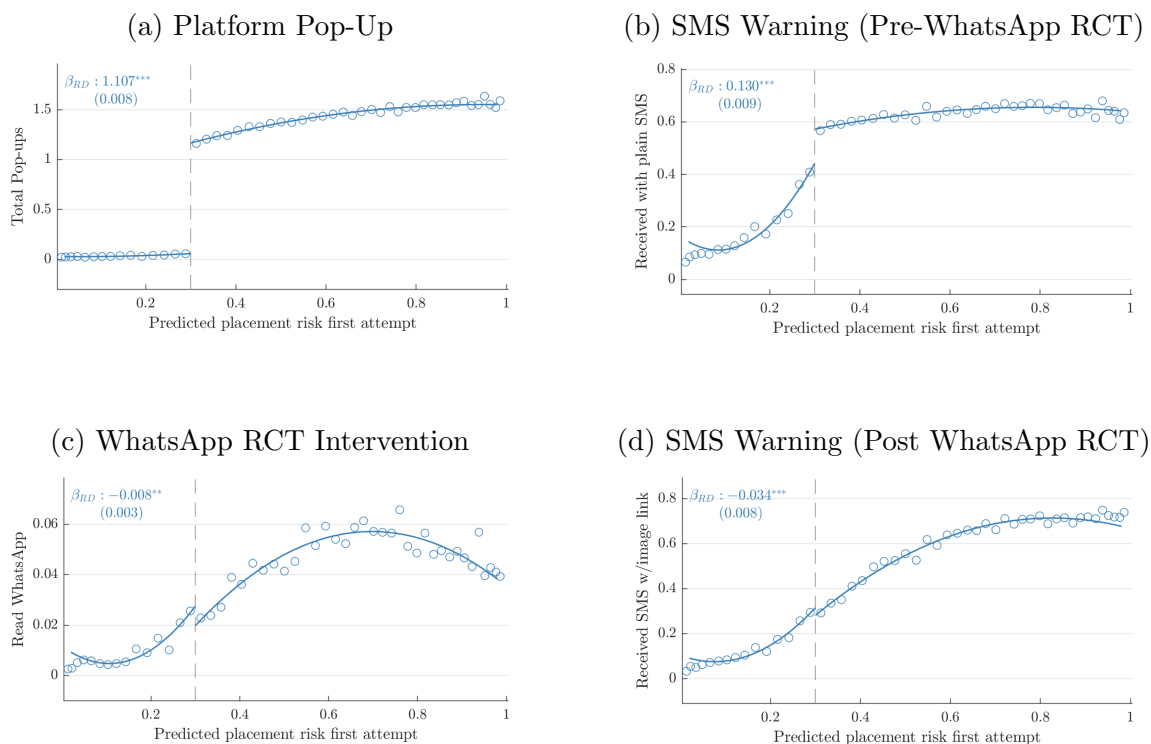 (a) Platform Pop-Up
β_RD : 1.107***
(0.008)
Total Pop-ups
1.5
1
0.5
0
0.2
0.4
0.6
0.8
1
Predicted placement risk first attempt
(b) SMS Warning (Pre-WhatsApp RCT)
β_RD : 0.130***
(0.009)
Received with plain SMS
0.8
0.6
0.4
0.2
0
0.2
0.4
0.6
0.8
1
Predicted placement risk first attempt
(c) WhatsApp RCT Intervention
β_RD : −0.008**
(0.003)
Read WhatsApp
0.06
0.04
0.02
0
0.2
0.4
0.6
0.8
1
Predicted placement risk first attempt
(d) SMS Warning (Post WhatsApp RCT)
β_RD : −0.034***
(0.008)
Received SMS w/image link
0.8
0.6
0.4
0.2
0
0.2
0.4
0.6
0.8
1
Predicted placement risk first attempt